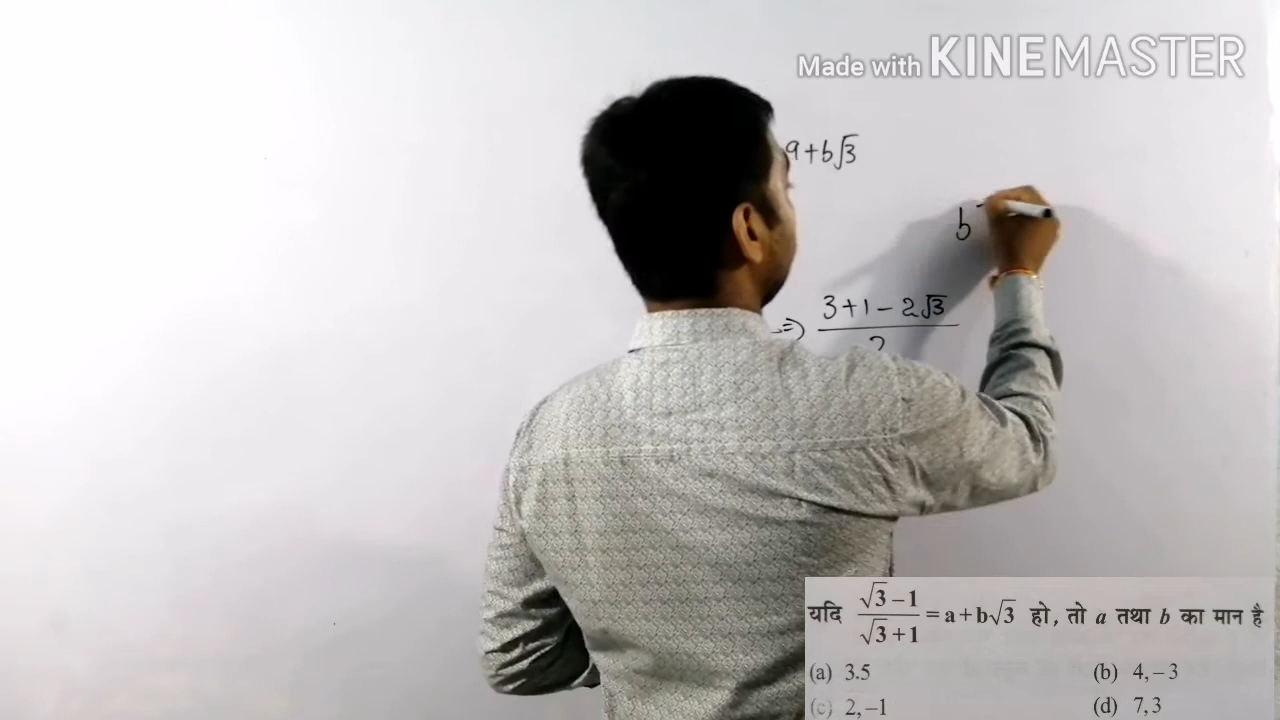 Made with KINEMASTER
a+b√3
b
⇒ 3+1-2√3
2
यदि (√3-1)/(√3+1) = a+b√3 हो, तो a तथा b का मान है
(a) 3.5 (b) 4,-3
(c) 2,-1 (d) 7,3